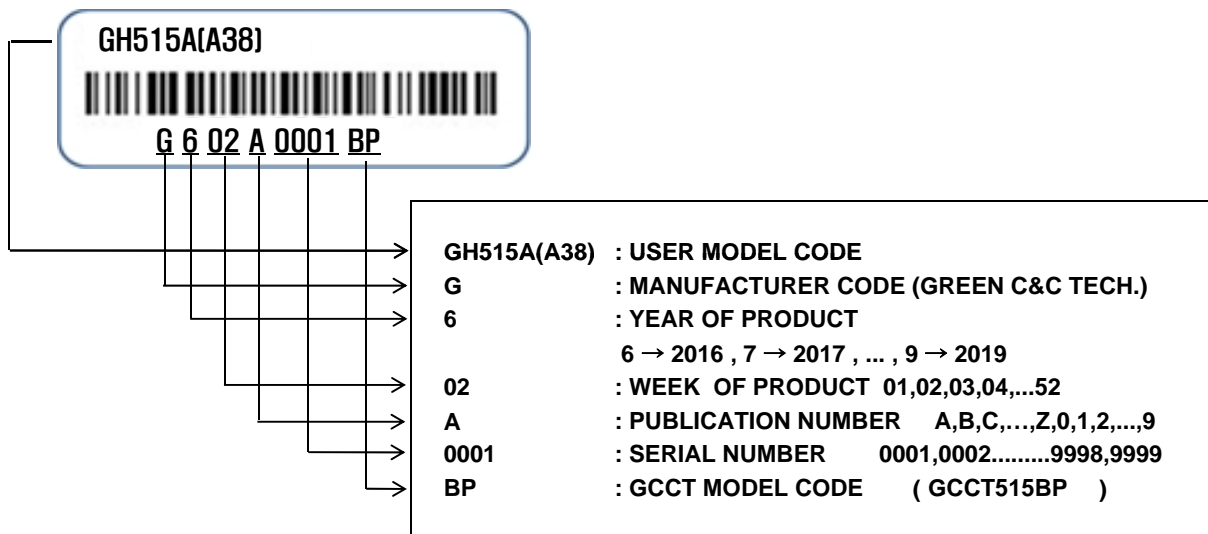 GH515A(A38)
G 6 02 A 0001 BP
GH515A(A38) : USER MODEL CODE
G : MANUFACTURER CODE (GREEN C&C TECH.)
6 : YEAR OF PRODUCT
6 → 2016 , 7 → 2017 , ... , 9 → 2019
02 : WEEK OF PRODUCT 01,02,03,04,...52
A : PUBLICATION NUMBER A,B,C,...,Z,0,1,2,...,9
0001 : SERIAL NUMBER 0001,0002.........9998,9999
BP : GCCT MODEL CODE ( GCCT515BP )